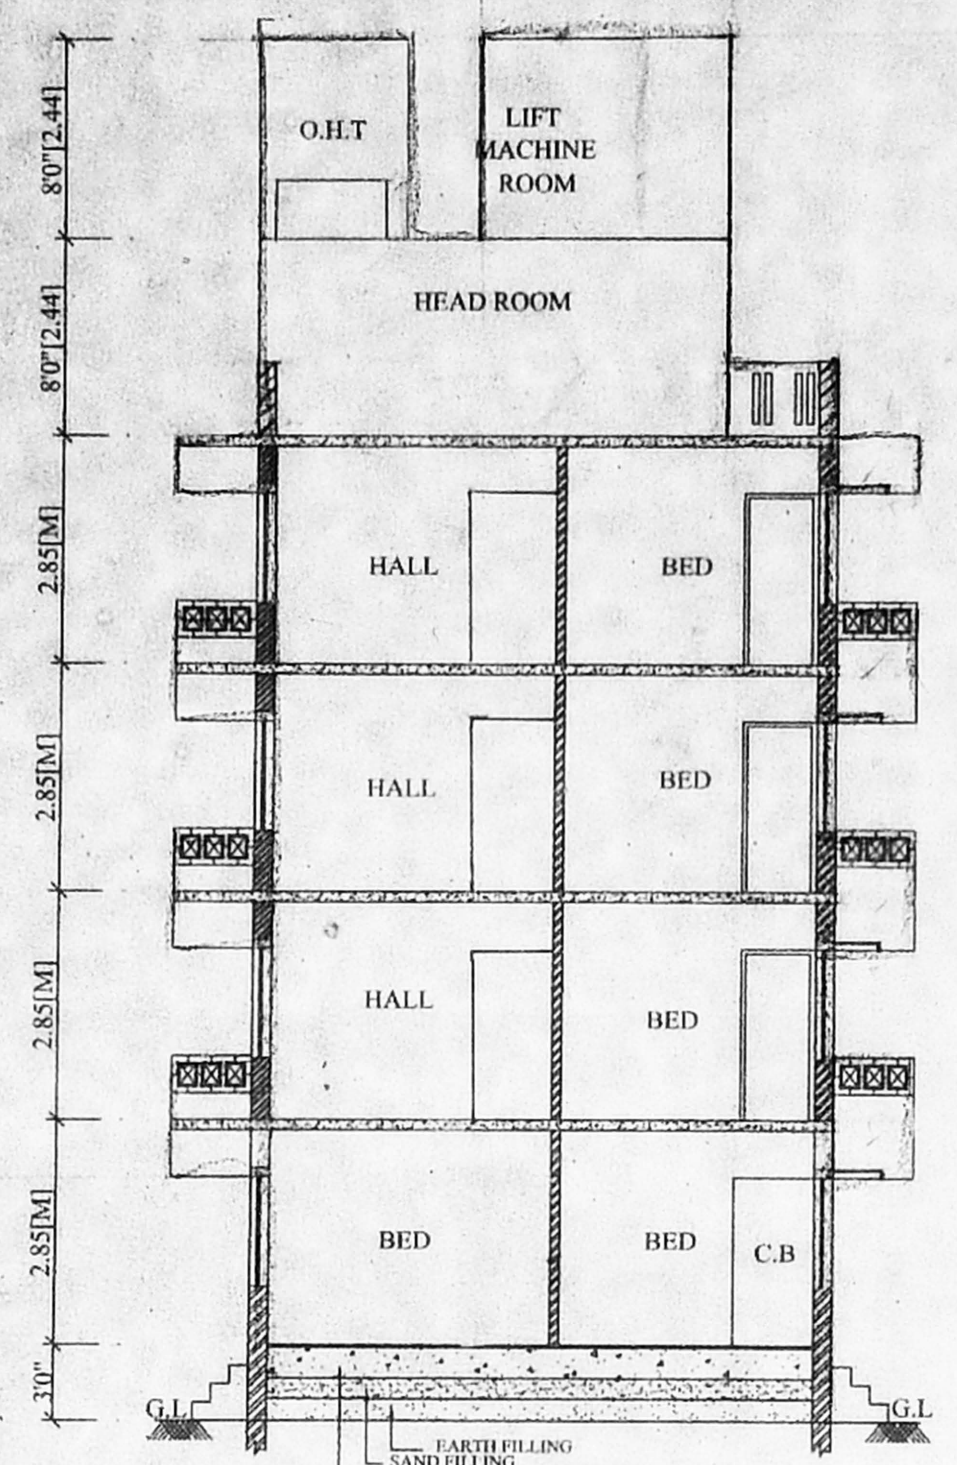 8'0"[2.44]
O.H.T
LIFT
MACHINE
ROOM
8'0"[2.44]
HEAD ROOM
2.85[M]
HALL
BED
2.85[M]
HALL
BED
2.85[M]
HALL
BED
2.85[M]
BED
BED
C.B
3'0"
G.L
G.L
EARTH FILLING
SAND FILLING